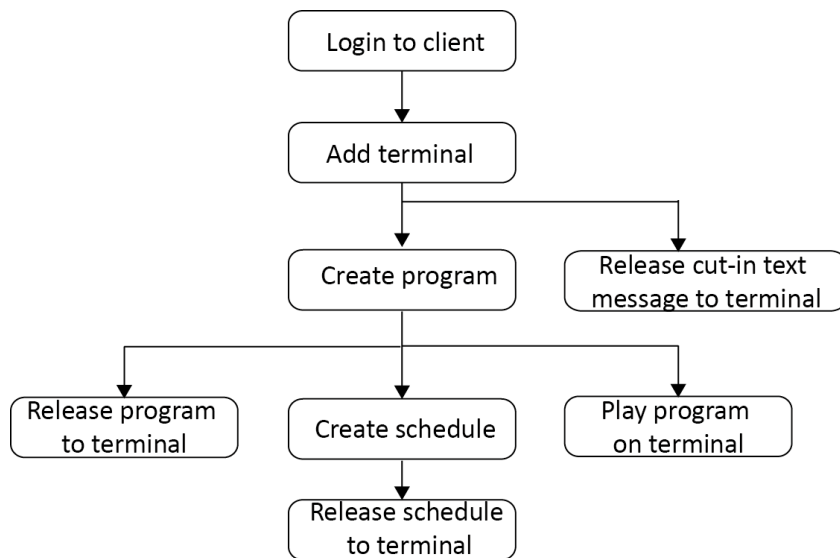 Login to client
Add terminal
Create program
Release cut-in text
message to terminal
Release program
to terminal
Create schedule
Play program
on terminal
Release schedule
to terminal